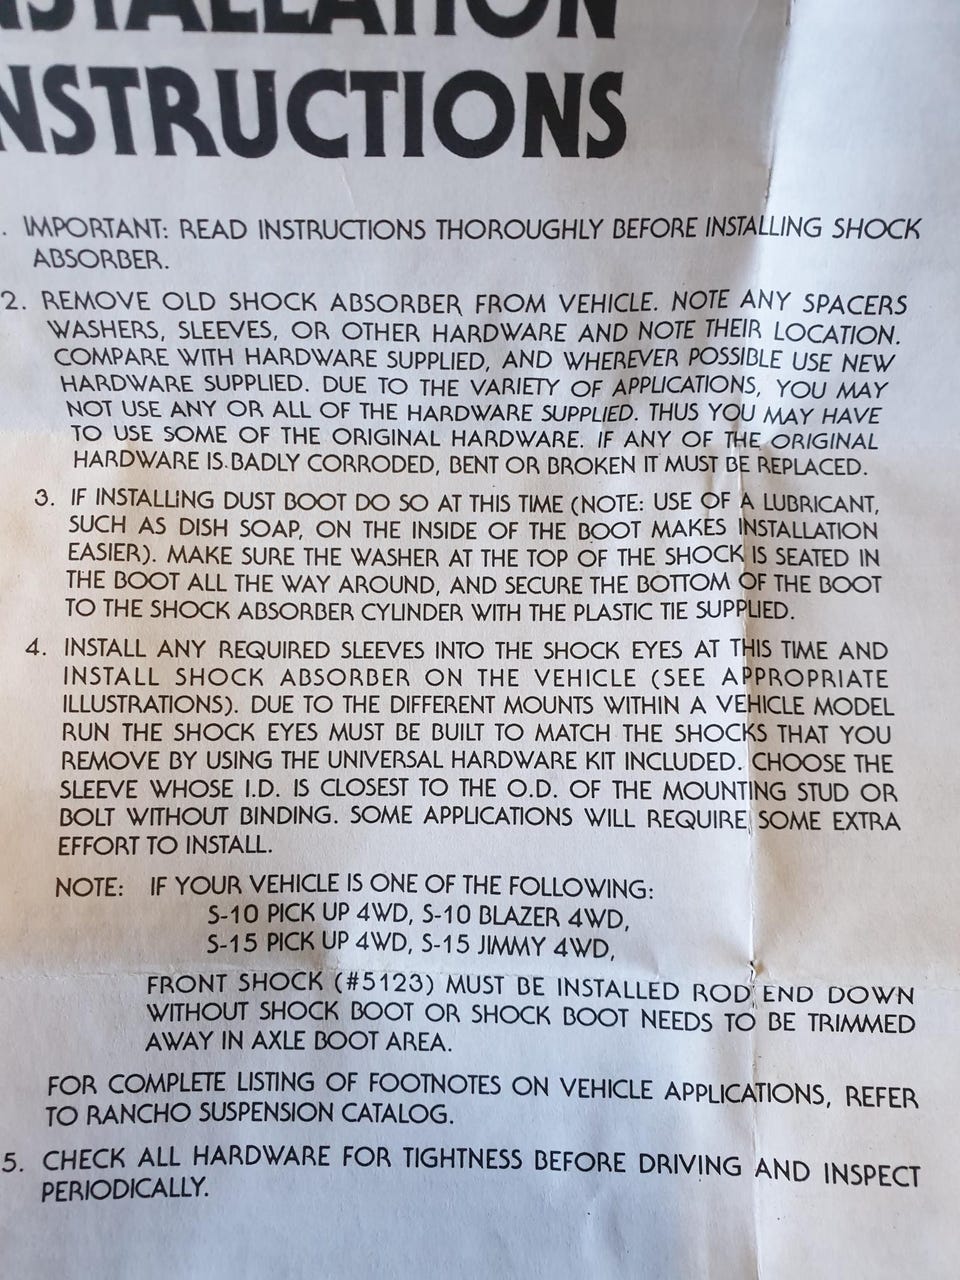 INSTALLATION
INSTRUCTIONS
. IMPORTANT: READ INSTRUCTIONS THOROUGHLY BEFORE INSTALLING SHOCK
ABSORBER.
2. REMOVE OLD SHOCK ABSORBER FROM VEHICLE. NOTE ANY SPACERS
WASHERS, SLEEVES, OR OTHER HARDWARE AND NOTE THEIR LOCATION.
COMPARE WITH HARDWARE SUPPLIED, AND WHEREVER POSSIBLE USE NEW
HARDWARE SUPPLIED. DUE TO THE VARIETY OF APPLICATIONS, YOU MAY
NOT USE ANY OR ALL OF THE HARDWARE SUPPLIED. THUS YOU MAY HAVE
TO USE SOME OF THE ORIGINAL HARDWARE. IF ANY OF THE ORIGINAL
HARDWARE IS BADLY CORRODED, BENT OR BROKEN IT MUST BE REPLACED.
3. IF INSTALLING DUST BOOT DO SO AT THIS TIME (NOTE: USE OF A LUBRICANT,
SUCH AS DISH SOAP, ON THE INSIDE OF THE BOOT MAKES INSTALLATION
EASIER). MAKE SURE THE WASHER AT THE TOP OF THE SHOCK IS SEATED IN
THE BOOT ALL THE WAY AROUND, AND SECURE THE BOTTOM OF THE BOOT
TO THE SHOCK ABSORBER CYLINDER WITH THE PLASTIC TIE SUPPLIED.
4. INSTALL ANY REQUIRED SLEEVES INTO THE SHOCK EYES AT THIS TIME AND
INSTALL SHOCK ABSORBER ON THE VEHICLE (SEE APPROPRIATE
ILLUSTRATIONS). DUE TO THE DIFFERENT MOUNTS WITHIN A VEHICLE MODEL
RUN THE SHOCK EYES MUST BE BUILT TO MATCH THE SHOCKS THAT YOU
REMOVE BY USING THE UNIVERSAL HARDWARE KIT INCLUDED. CHOOSE THE
SLEEVE WHOSE I.D. IS CLOSEST TO THE O.D. OF THE MOUNTING STUD OR
BOLT WITHOUT BINDING. SOME APPLICATIONS WILL REQUIRE SOME EXTRA
EFFORT TO INSTALL.
NOTE: IF YOUR VEHICLE IS ONE OF THE FOLLOWING:
S-10 PICK UP 4WD, S-10 BLAZER 4WD,
S-15 PICK UP 4WD, S-15 JIMMY 4WD,
FRONT SHOCK (#5123) MUST BE INSTALLED ROD END DOWN
WITHOUT SHOCK BOOT OR SHOCK BOOT NEEDS TO BE TRIMMED
AWAY IN AXLE BOOT AREA.
FOR COMPLETE LISTING OF FOOTNOTES ON VEHICLE APPLICATIONS, REFER
TO RANCHO SUSPENSION CATALOG.
5. CHECK ALL HARDWARE FOR TIGHTNESS BEFORE DRIVING AND INSPECT
PERIODICALLY.